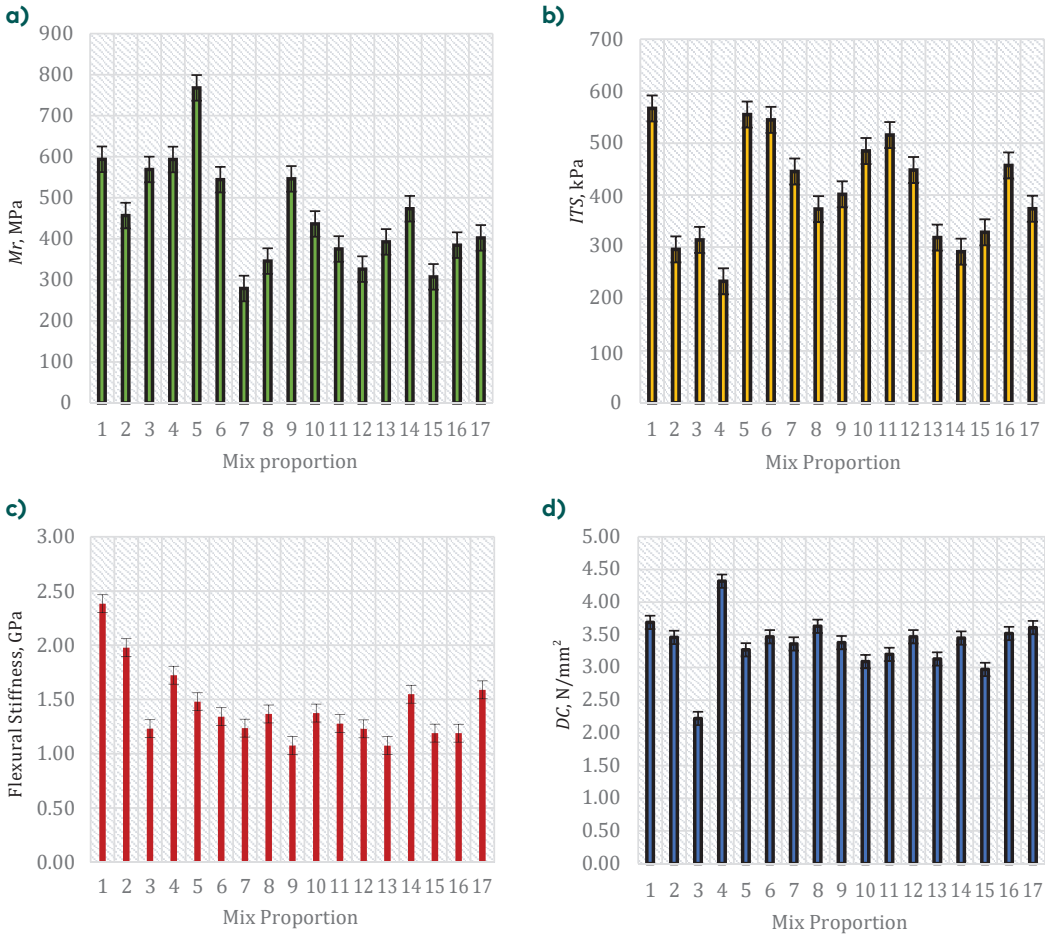 a)
900
800
700
600
500
400
300
200
100
0
Mr, MPa
1 2 3 4 5 6 7 8 9 10 11 12 13 14 15 16 17
Mix proportion
b)
700
600
500
400
300
200
100
0
ITS, kPa
1 2 3 4 5 6 7 8 9 10 11 12 13 14 15 16 17
Mix Proportion
c)
3.00
2.50
2.00
1.50
1.00
0.50
0.00
Flexural Stiffness, GPa
1 2 3 4 5 6 7 8 9 10 11 12 13 14 15 16 17
Mix Proportion
d)
5.00
4.50
4.00
3.50
3.00
2.50
2.00
1.50
1.00
0.50
0.00
DC, N/mm²
1 2 3 4 5 6 7 8 9 10 11 12 13 14 15 16 17
Mix Proportion